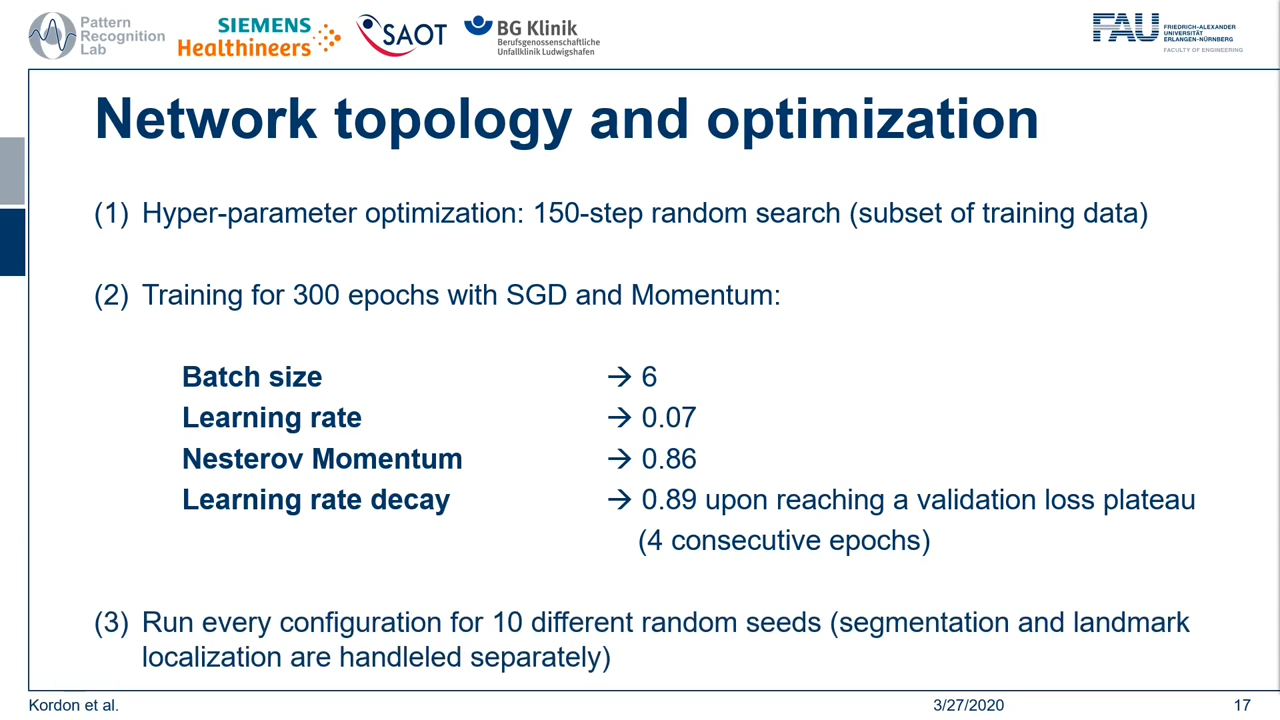 Pattern
Recognition
Lab
SIEMENS
Healthineers
SAOT
BG Klinik
Berufsgenossenschaftliche
Unfallklinik Ludwigshafen
FAU
FRIEDRICH-ALEXANDER
UNIVERSITÄT
ERLANGEN-NÜRNBERG
FACULTY OF ENGINEERING
Network topology and optimization
(1) Hyper-parameter optimization: 150-step random search (subset of training data)
(2) Training for 300 epochs with SGD and Momentum:
Batch size → 6
Learning rate → 0.07
Nesterov Momentum → 0.86
Learning rate decay → 0.89 upon reaching a validation loss plateau
(4 consecutive epochs)
(3) Run every configuration for 10 different random seeds (segmentation and landmark
localization are handleled separately)
Kordon et al. 3/27/2020 17